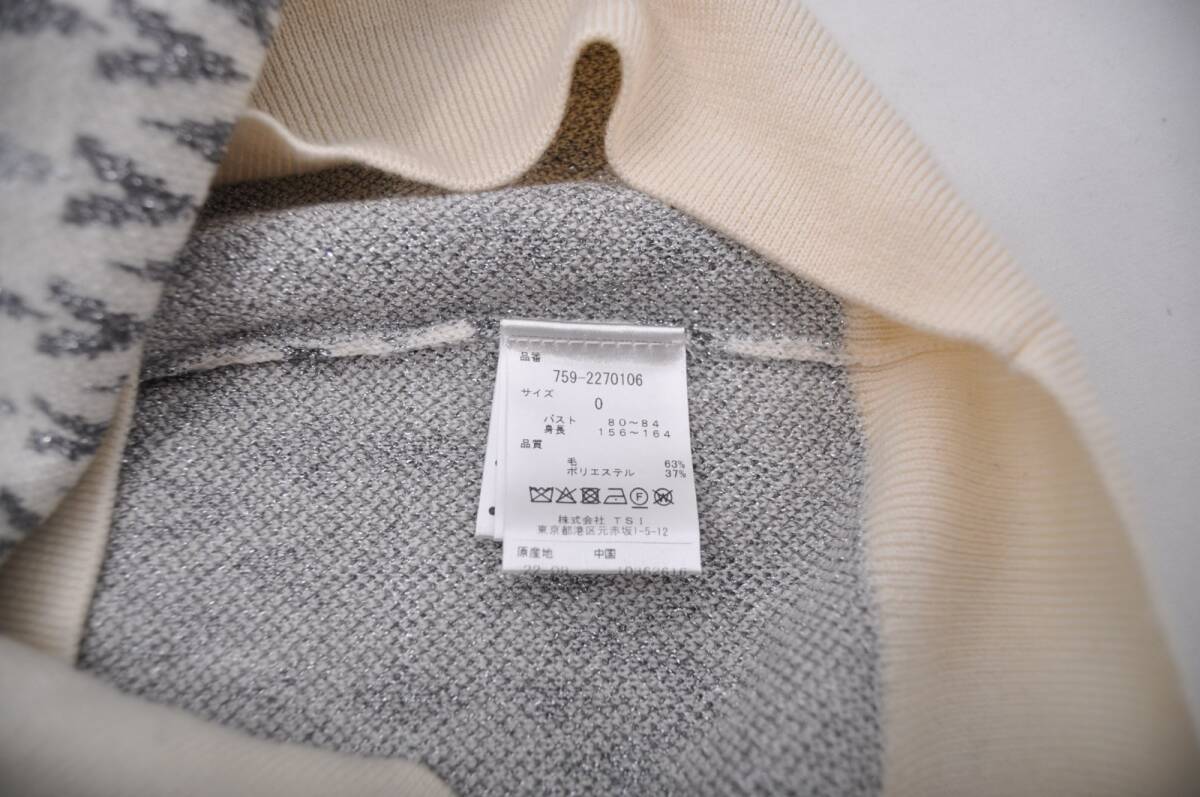 品番
759-2270106
サイズ
0
バスト 80~84
身長 156~164
品質
毛 63%
ポリエステル 37%
F W
株式会社 TSI
東京都港区元赤坂1-5-12
原産地 中国